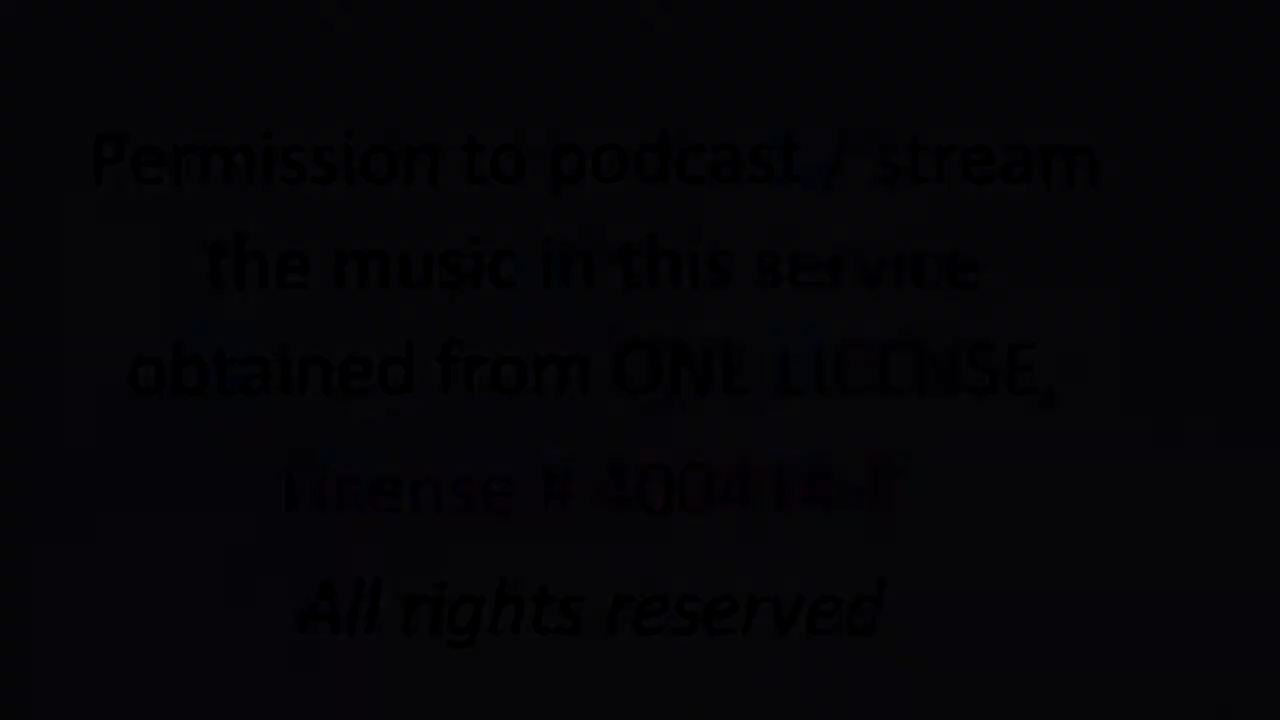 Permission to podcast / stream
the music in this service
obtained from ONE LICENSE,
License #
All rights reserved